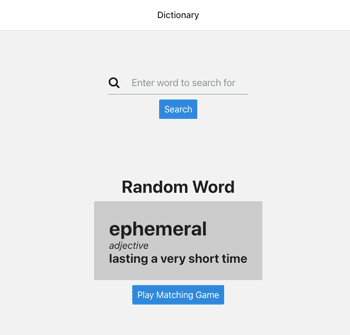 Dictionary
Enter word to search for
Search
Random Word
ephemeral
adjective
lasting a very short time
Play Matching Game